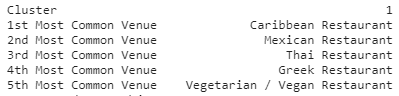 Cluster 1
1st Most Common Venue Caribbean Restaurant
2nd Most Common Venue Mexican Restaurant
3rd Most Common Venue Thai Restaurant
4th Most Common Venue Greek Restaurant
5th Most Common Venue Vegetarian / Vegan Restaurant